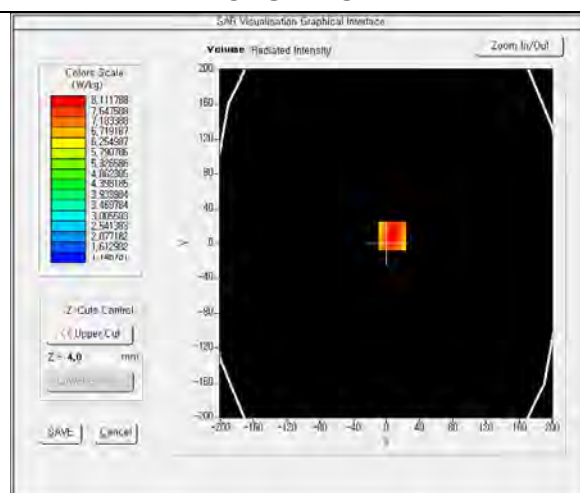 SAR Visualisation Graphical Interface
Volume Radiated Intensity
Zoom In/Out
Colors Scale
(W/kg)
8.111788
7.647588
7.183388
6.719187
6.254987
5.790786
5.326586
4.862385
4.398185
3.933984
3.469784
3.005583
2.541383
2.077182
1.612982
200
160
120
80
40
0
-40
-80
-120
-160
-200
Y
-200 -160 -120 -80 -40 0 40 80 120 160 200
X
Z-Cuts Control
Upper Cut
Z = 4.0 mm
SAVE
Cancel